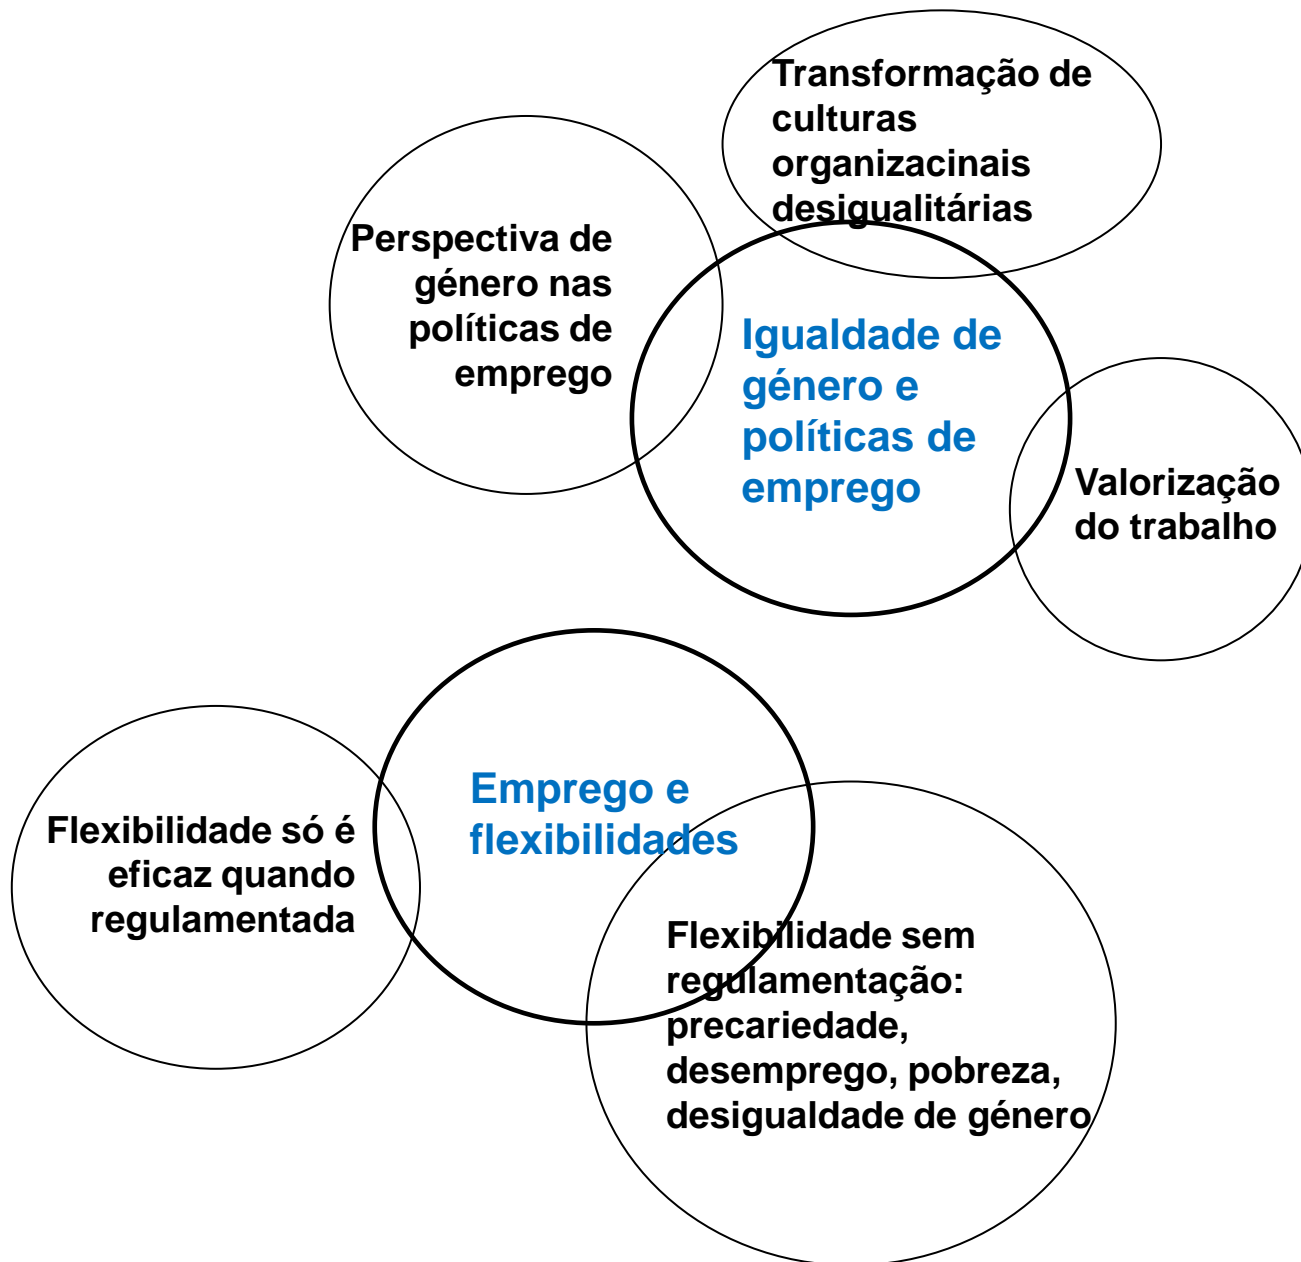 Transformação de
culturas
organizacinais
desigualitárias
Perspectiva de
género nas
políticas de
emprego
Igualdade de
género e
políticas de
emprego
Valorização
do trabalho
Emprego e
flexibilidades
Flexibilidade só é
eficaz quando
regulamentada
Flexibilidade sem
regulamentação:
precariedade,
desemprego, pobreza,
desigualdade de género